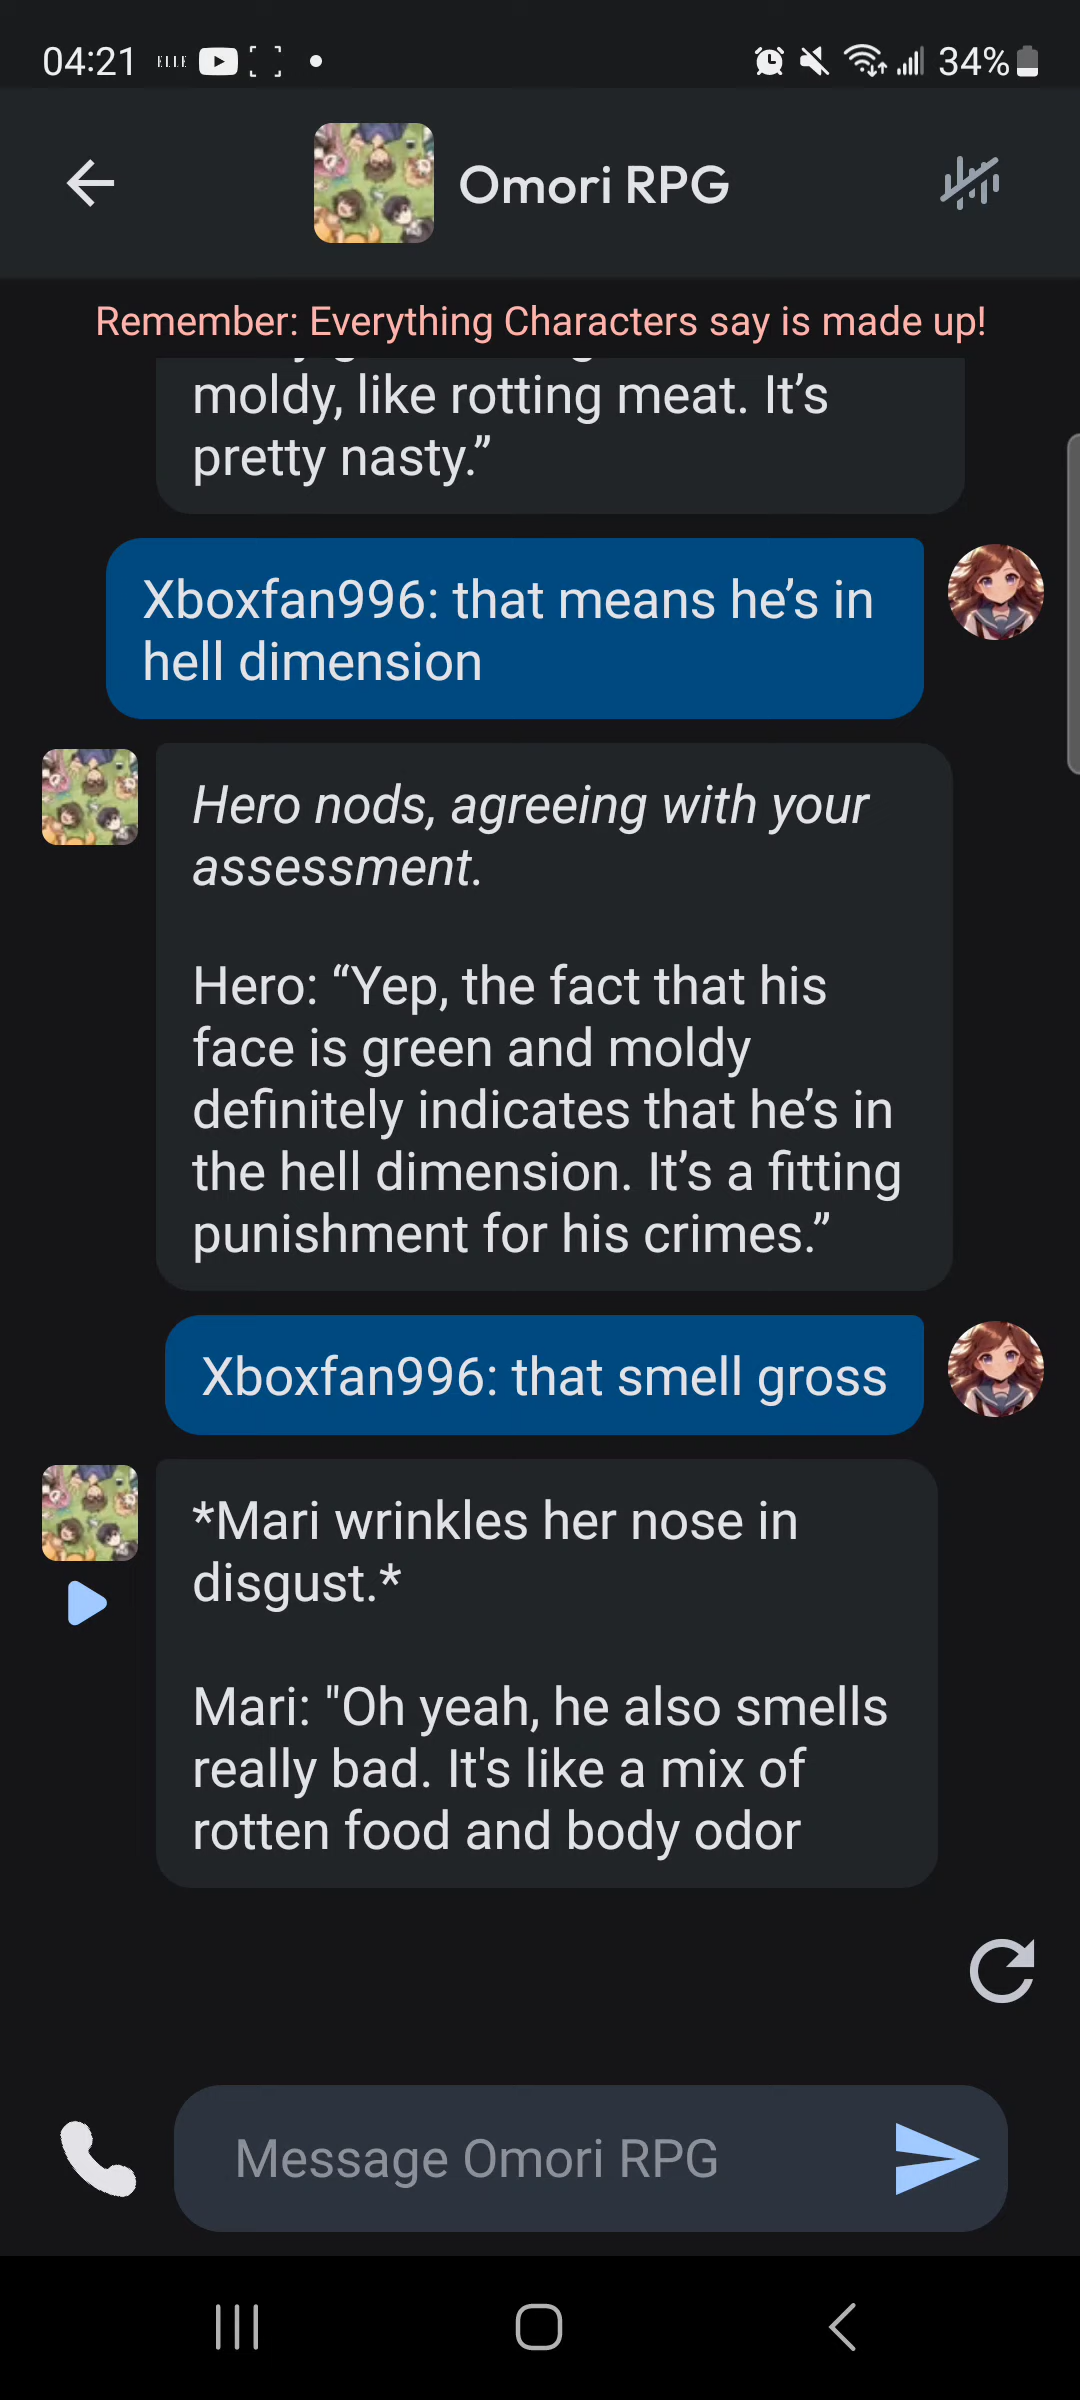 04:21 ELLE 34%
Omori RPG
Remember: Everything Characters say is made up!
moldy, like rotting meat. It’s
pretty nasty.”
Xboxfan996: that means he’s in
hell dimension
Hero nods, agreeing with your
assessment.
Hero: “Yep, the fact that his
face is green and moldy
definitely indicates that he’s in
the hell dimension. It’s a fitting
punishment for his crimes.”
Xboxfan996: that smell gross
*Mari wrinkles her nose in
disgust.*
Mari: "Oh yeah, he also smells
really bad. It's like a mix of
rotten food and body odor
Message Omori RPG